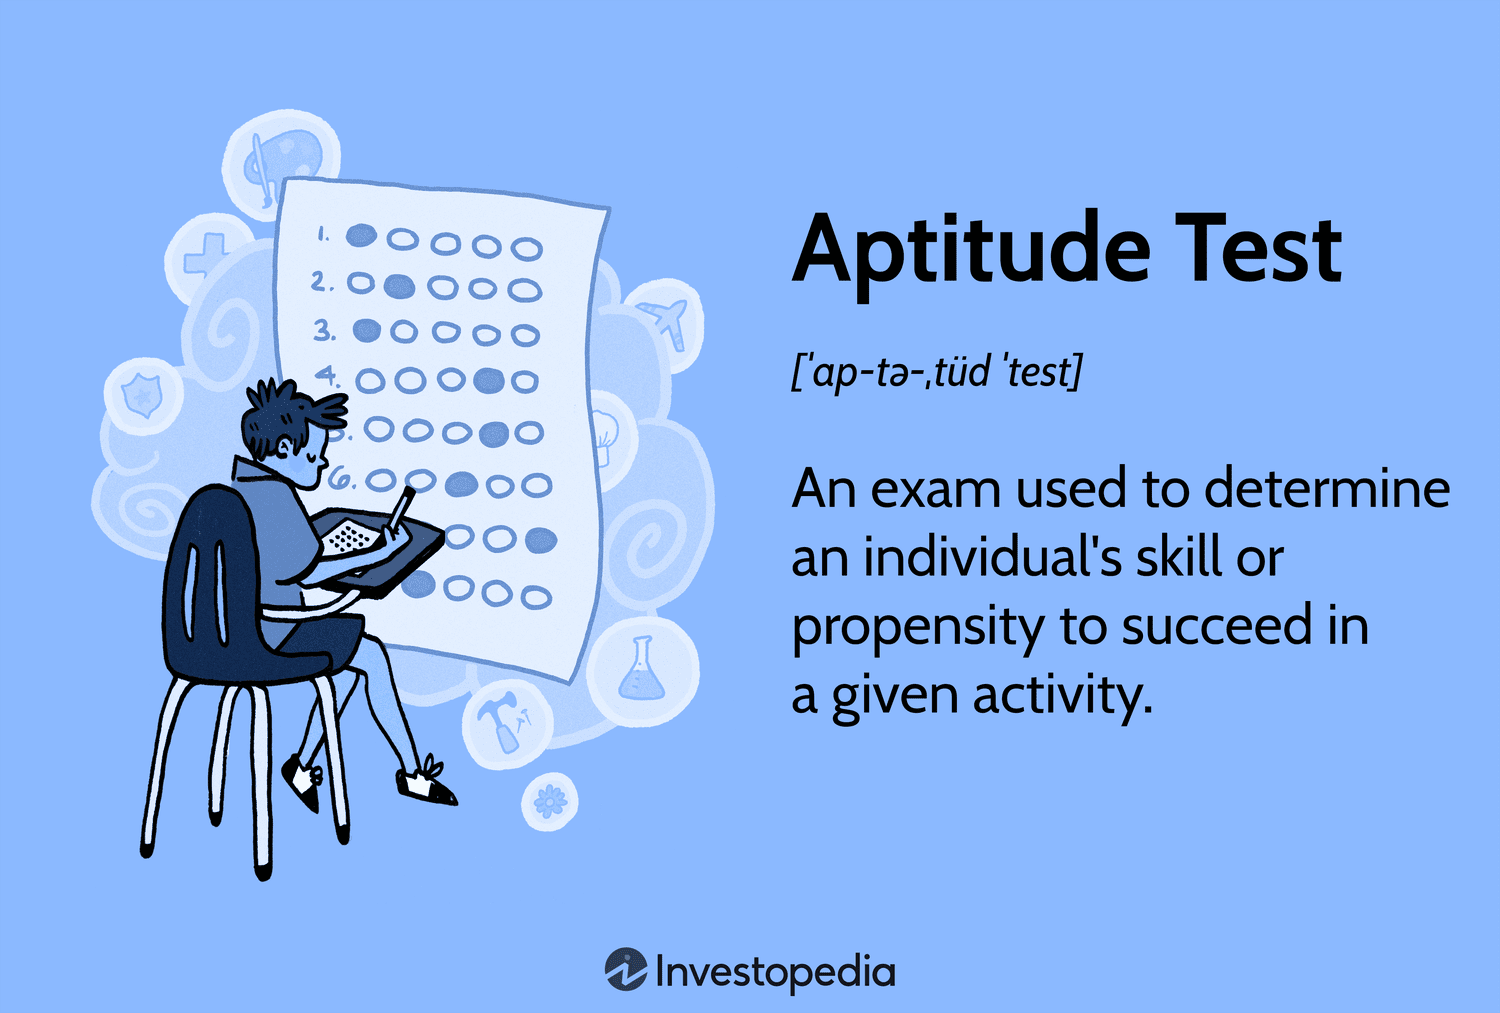 1.
2.
3.
4.
6.
Aptitude Test
[ˈap-tə-ˌtüd ˈtest]
An exam used to determine
an individual's skill or
propensity to succeed in
a given activity.
Investopedia